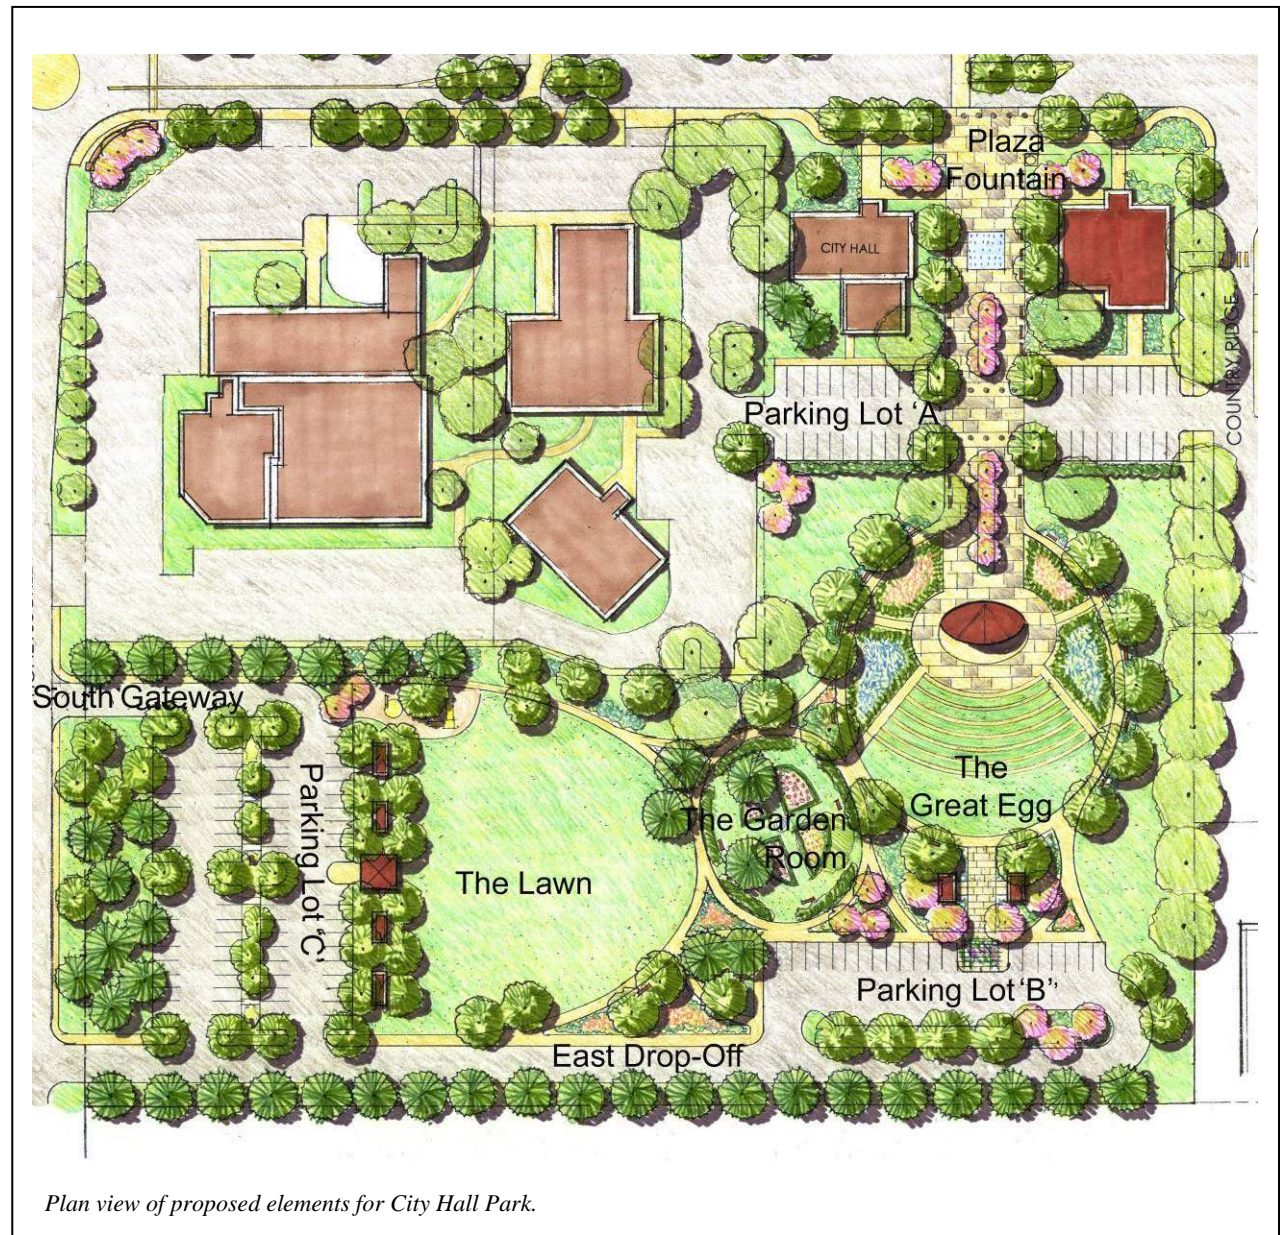 Plaza
Fountain
CITY HALL
COUNTRY RIDGE
Parking Lot ‘A’
South Gateway
Parking Lot ‘C’
The
Great Egg
The Garden
Room
The Lawn
Parking Lot ‘B’'
East Drop-Off
Plan view of proposed elements for City Hall Park.